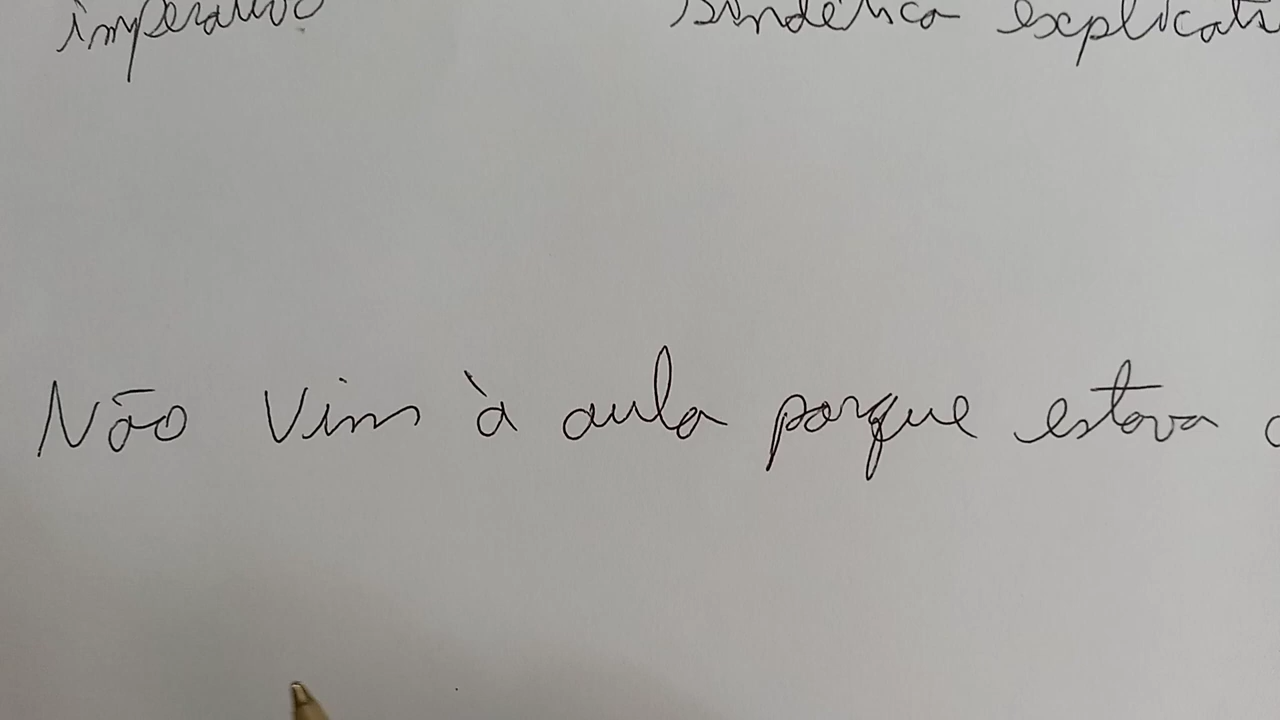 imperativo. sindética explicati
Não vim à aula porque estava